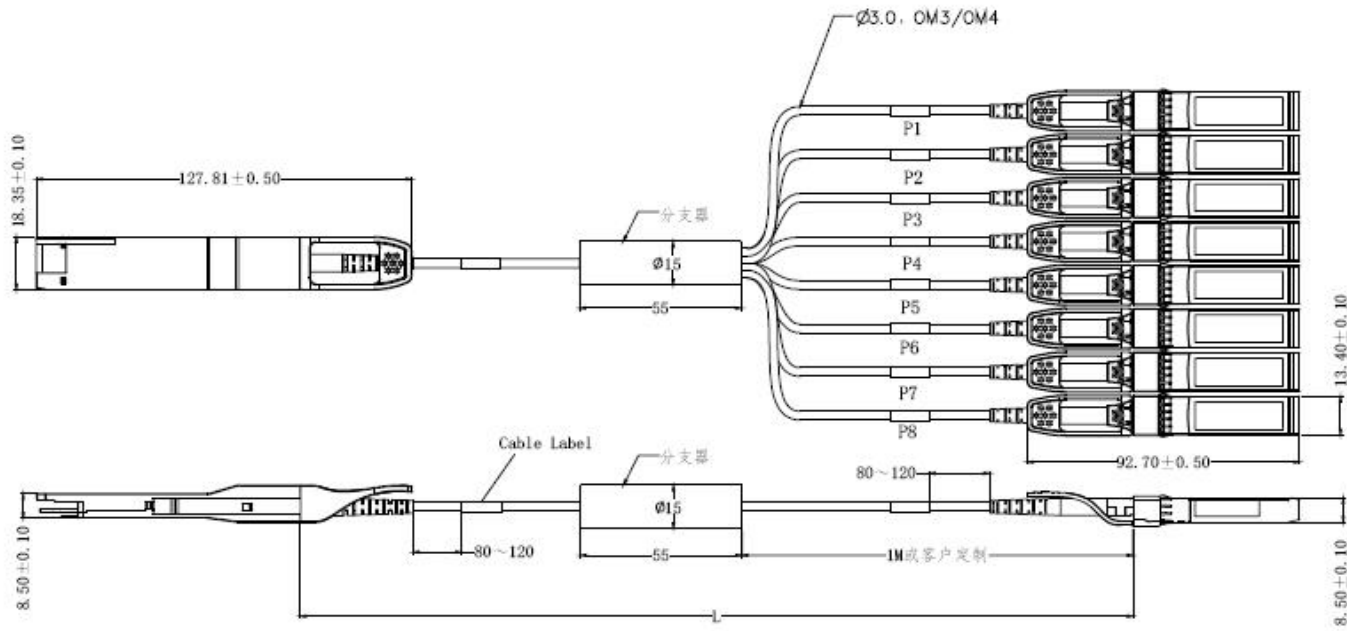 Ø3.0, OM3/OM4
18.35±0.10
127.81±0.50
分支器
Ø15
55
P1
P2
P3
P4
P5
P6
P7
P8
13.40±0.10
92.70±0.50
Cable Label
分支器
80~120
Ø15
8.50±0.10
80~120
55
1M或客户定制
8.50±0.10
L